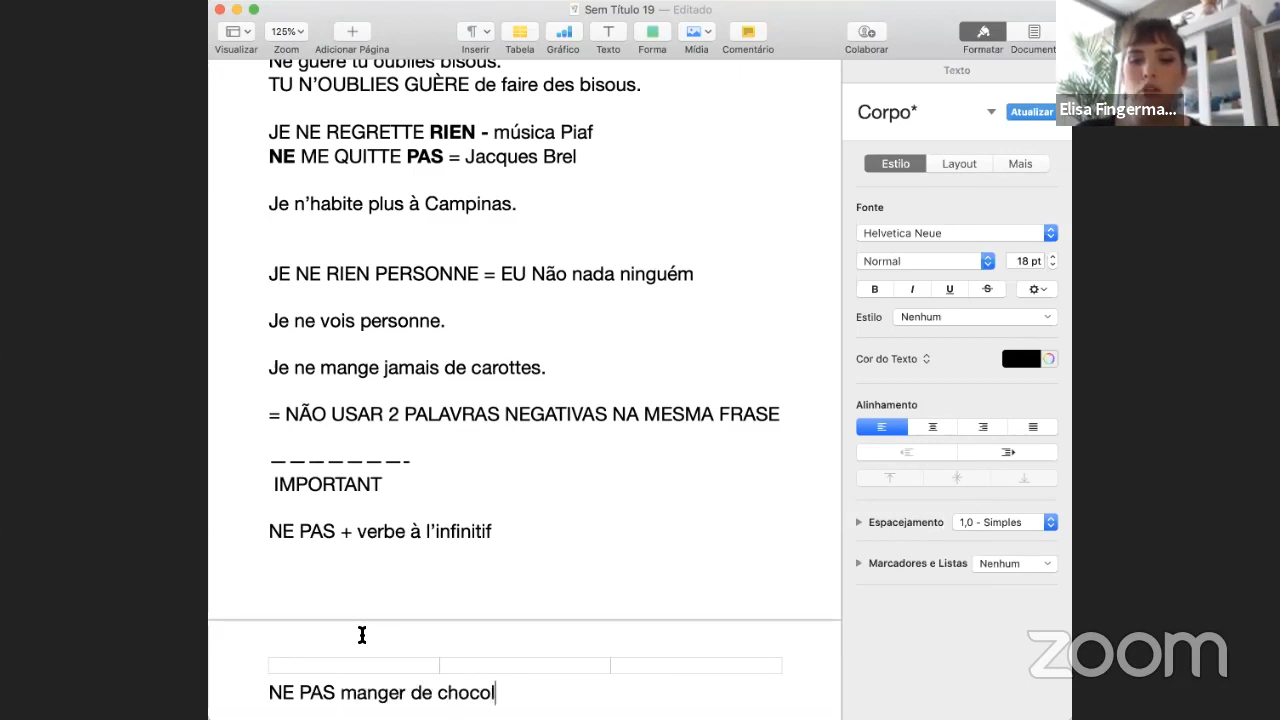 Sem Título 19 — Editado
125%
Visualizar Zoom Adicionar Página Inserir Tabela Gráfico Texto Forma Mídia Comentário Colaborar Formatar Document
Texto
Ne guère tu oublies bisous.
TU N'OUBLIES GUÈRE de faire des bisous.
JE NE REGRETTE RIEN - música Piaf
NE ME QUITTE PAS = Jacques Brel
Je n'habite plus à Campinas.
JE NE RIEN PERSONNE = EU Não nada ninguém
Je ne vois personne.
Je ne mange jamais de carottes.
= NÃO USAR 2 PALAVRAS NEGATIVAS NA MESMA FRASE
— — — — — — — -
IMPORTANT
NE PAS + verbe à l'infinitif
NE PAS manger de chocol
Corpo*
Atualizar
Estilo Layout Mais
Fonte
Helvetica Neue
Normal 18 pt
B I U S
Estilo Nenhum
Cor do Texto
Alinhamento
Espacejamento 1,0 - Simples
Marcadores e Listas Nenhum
Elisa Fingerma...
zoom